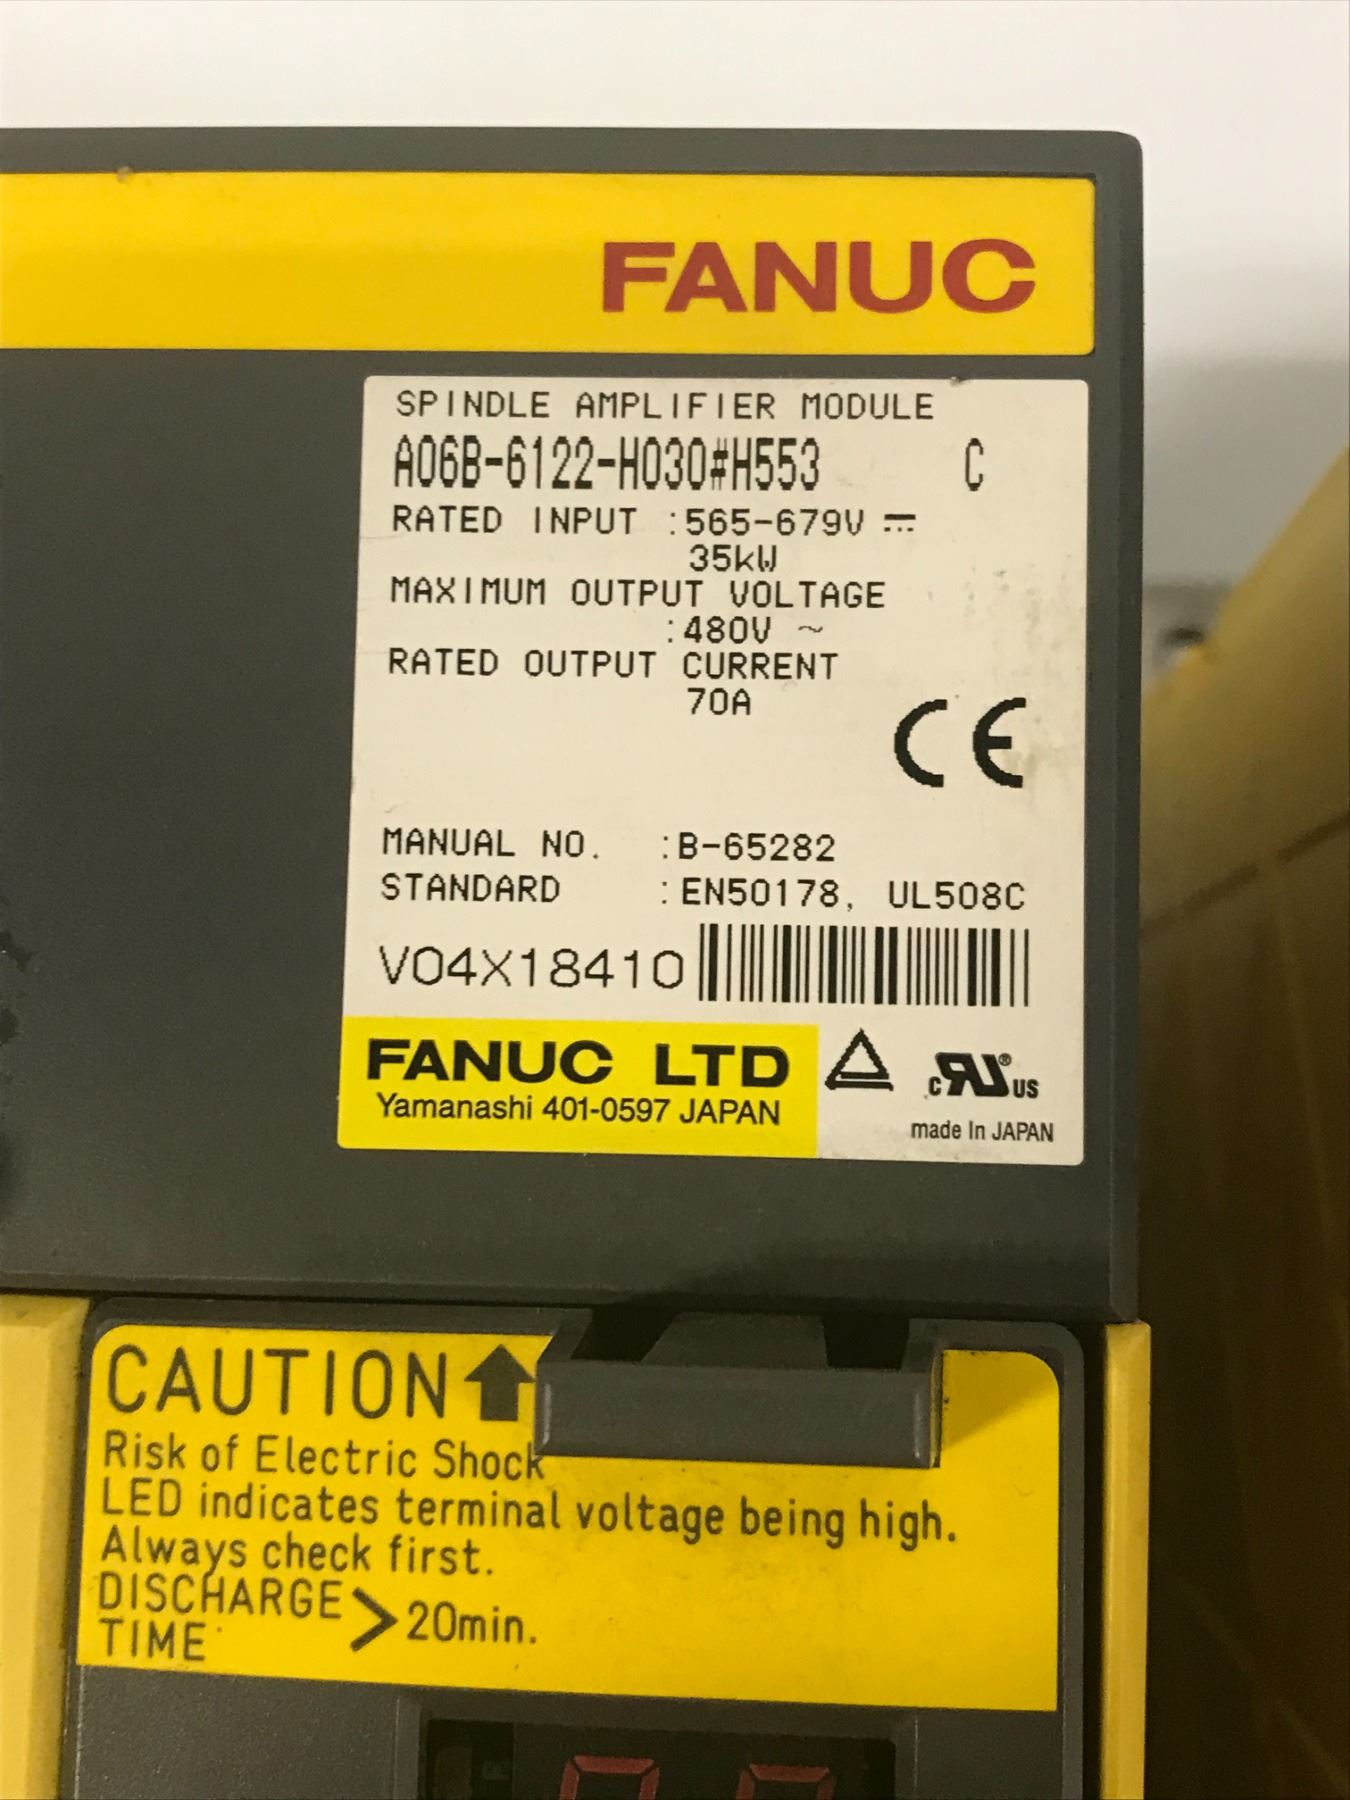 FANUC
SPINDLE AMPLIFIER MODULE
A06B-6122-H030#H553 C
RATED INPUT :565-679V ⎓
35kW
MAXIMUM OUTPUT VOLTAGE
:480V ~
RATED OUTPUT CURRENT
70A
CE
MANUAL NO. :B-65282
STANDARD :EN50178, UL508C
V04X18410
FANUC LTD
Yamanashi 401-0597 JAPAN
c RU ® US
made In JAPAN
CAUTION
Risk of Electric Shock
LED indicates terminal voltage being high.
Always check first.
DISCHARGE
TIME > 20min.